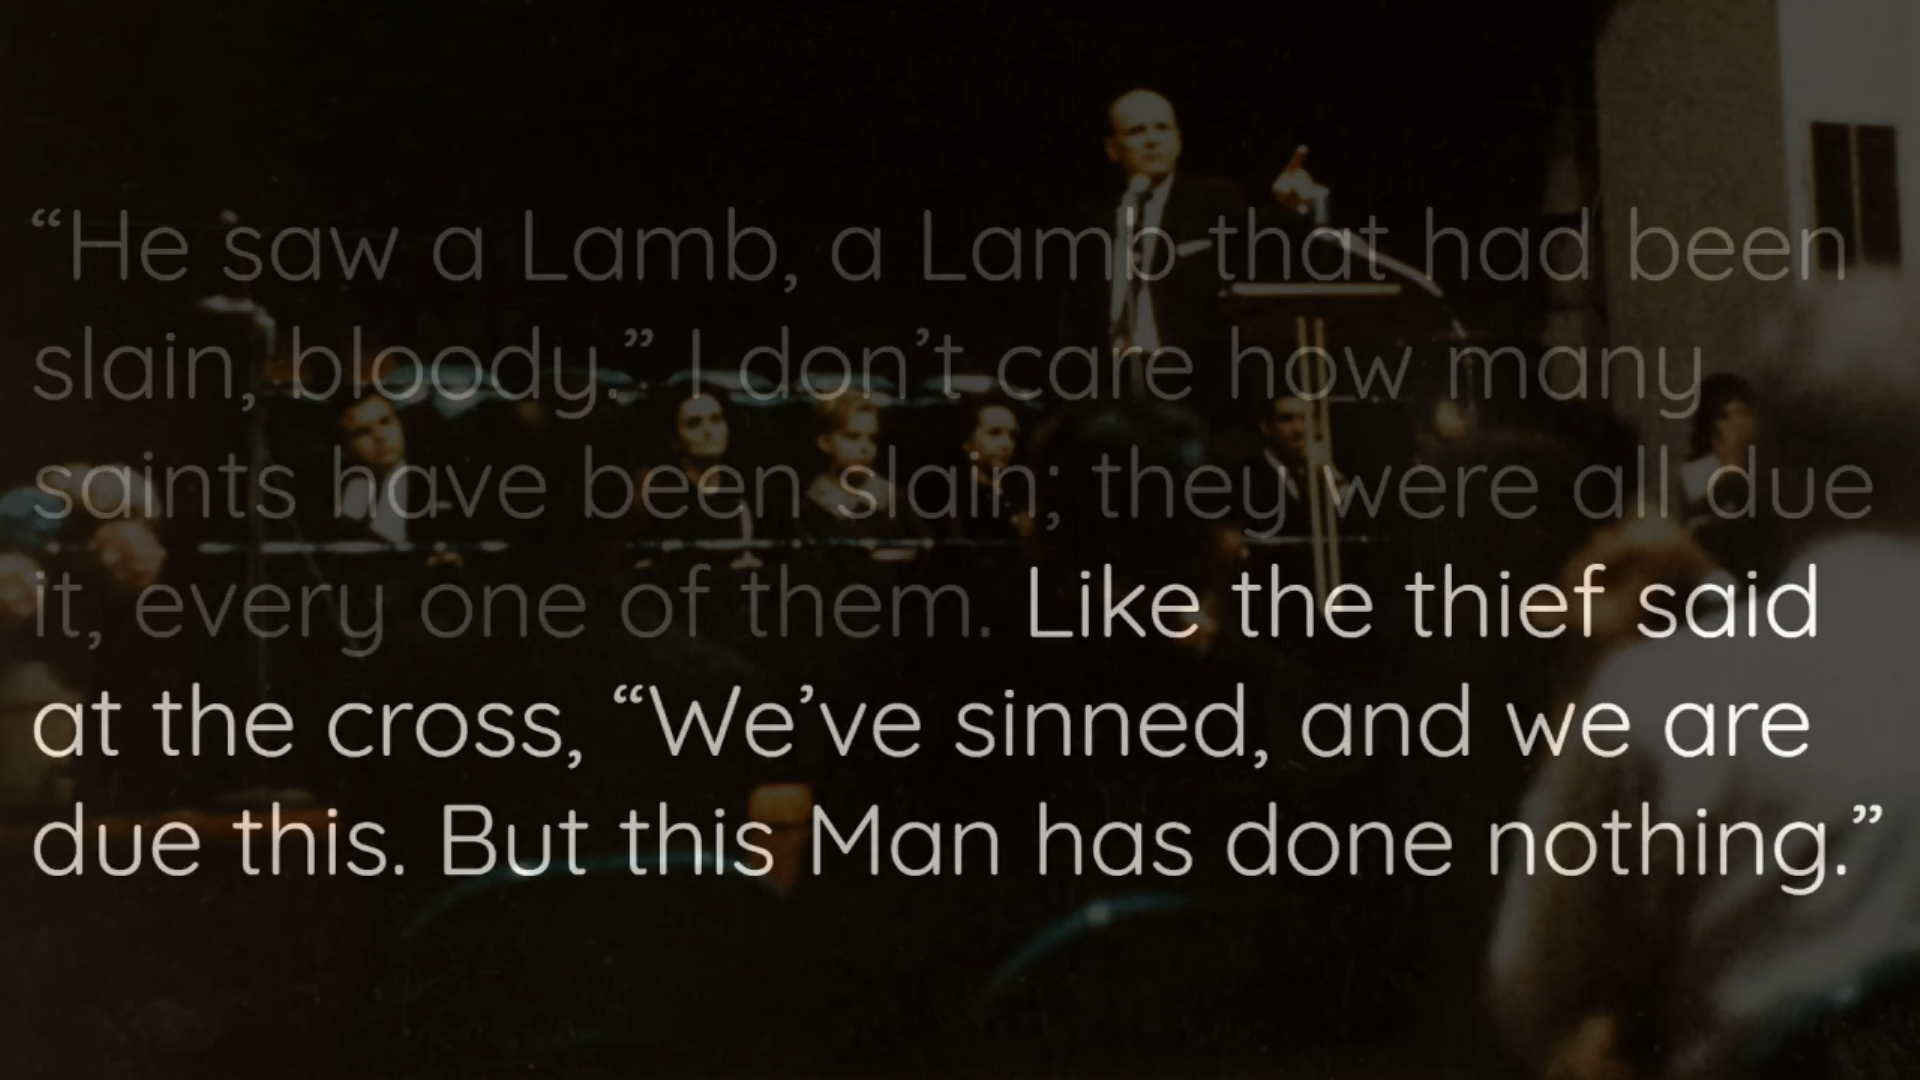 “He saw a Lamb, a Lamb that had been
slain, bloody.” I don’t care how many
saints have been slain; they were all due
it, every one of them. Like the thief said
at the cross, “We’ve sinned, and we are
due this. But this Man has done nothing.”